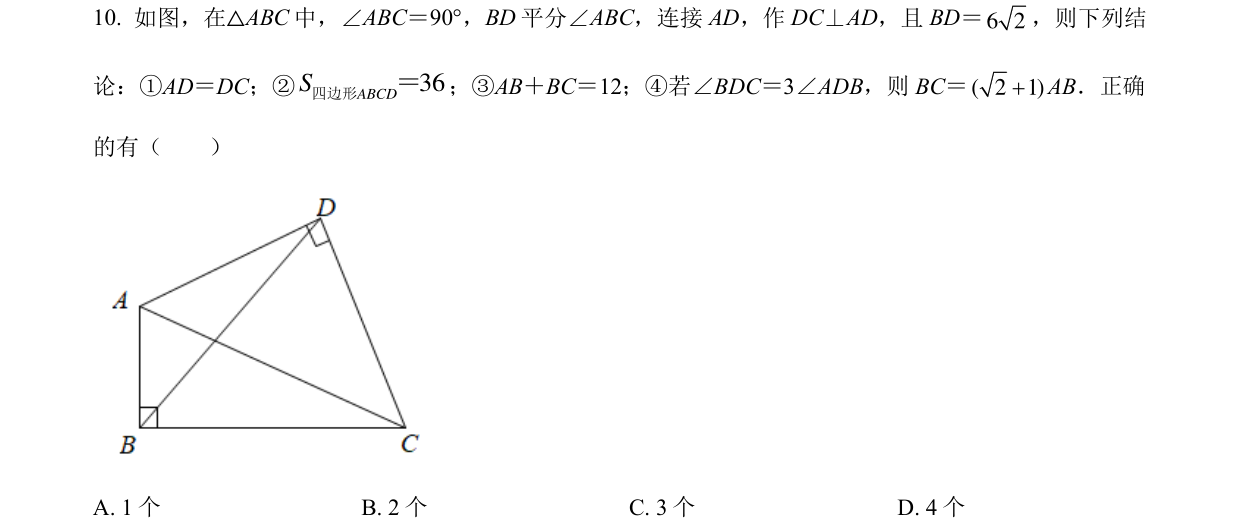 10. 如图，在△ABC中，∠ABC＝90°，BD平分∠ABC，连接AD，作DC⊥AD，且BD＝6√2，则下列结
论：①AD＝DC；②S四边形ABCD＝36；③AB＋BC＝12；④若∠BDC＝3∠ADB，则BC＝(√2+1)AB．正确
的有（　　）
D
A
B
C
A. 1个 B. 2个 C. 3个 D. 4个